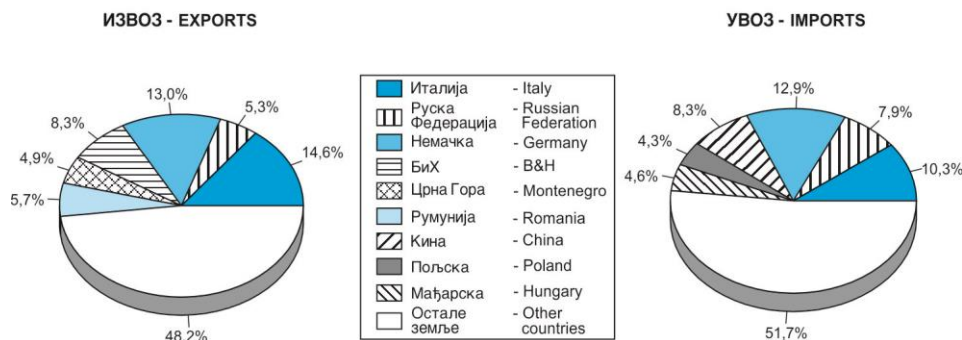 ИЗВОЗ - EXPORTS
13,0%
5,3%
8,3%
14,6%
4,9%
5,7%
48,2%
Италија - Italy
Руска - Russian
Федерација Federation
Немачка - Germany
БиХ - B&H
Црна Гора - Montenegro
Румунија - Romania
Кина - China
Пољска - Poland
Мађарска - Hungary
Остале - Other
земље countries
УВОЗ - IMPORTS
12,9%
8,3%
7,9%
4,3%
10,3%
4,6%
51,7%